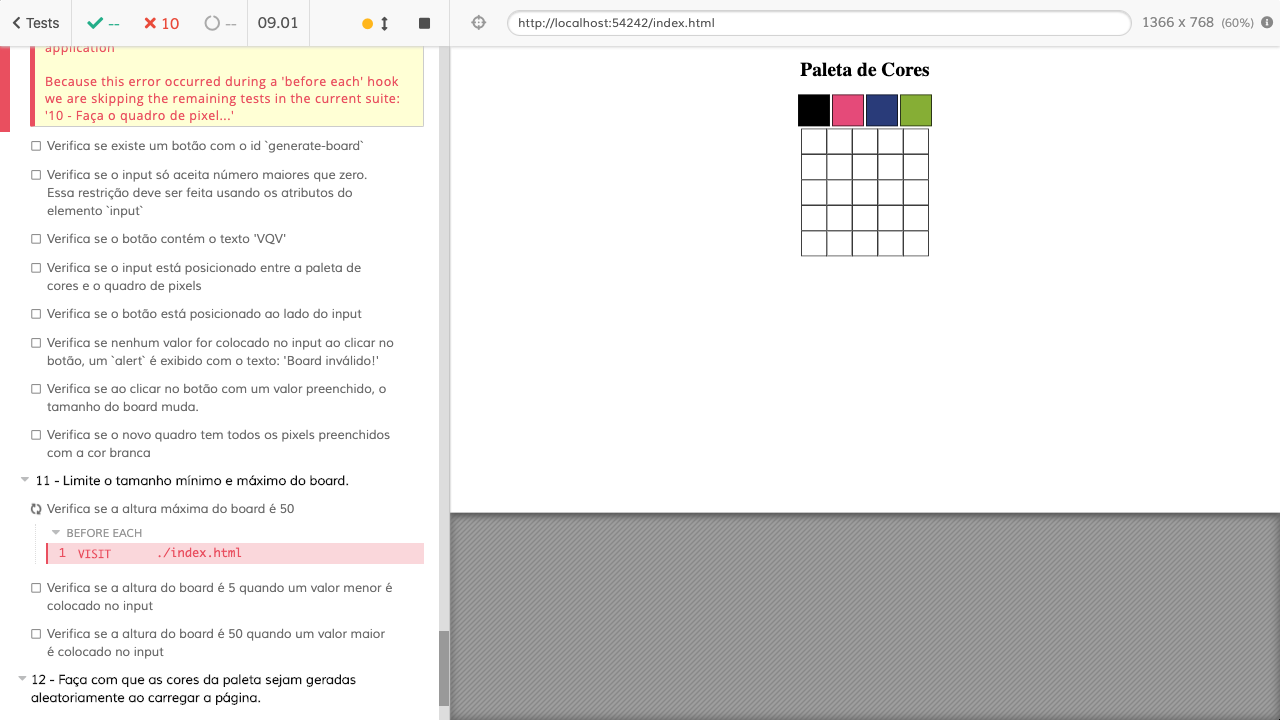 Tests
--
10
--
09.01
http://localhost:54242/index.html
1366 x 768 (60%)
application
Because this error occurred during a 'before each' hook
we are skipping the remaining tests in the current suite:
'10 - Faça o quadro de pixel...'
Verifica se existe um botão com o id `generate-board`
Verifica se o input só aceita número maiores que zero.
Essa restrição deve ser feita usando os atributos do
elemento `input`
Verifica se o botão contém o texto 'VQV'
Verifica se o input está posicionado entre a paleta de
cores e o quadro de pixels
Verifica se o botão está posicionado ao lado do input
Verifica se nenhum valor for colocado no input ao clicar no
botão, um `alert` é exibido com o texto: 'Board inválido!'
Verifica se ao clicar no botão com um valor preenchido, o
tamanho do board muda.
Verifica se o novo quadro tem todos os pixels preenchidos
com a cor branca
11 - Limite o tamanho mínimo e máximo do board.
Verifica se a altura máxima do board é 50
BEFORE EACH
1 VISIT ./index.html
Verifica se a altura do board é 5 quando um valor menor é
colocado no input
Verifica se a altura do board é 50 quando um valor maior
é colocado no input
12 - Faça com que as cores da paleta sejam geradas
aleatoriamente ao carregar a página.
Paleta de Cores